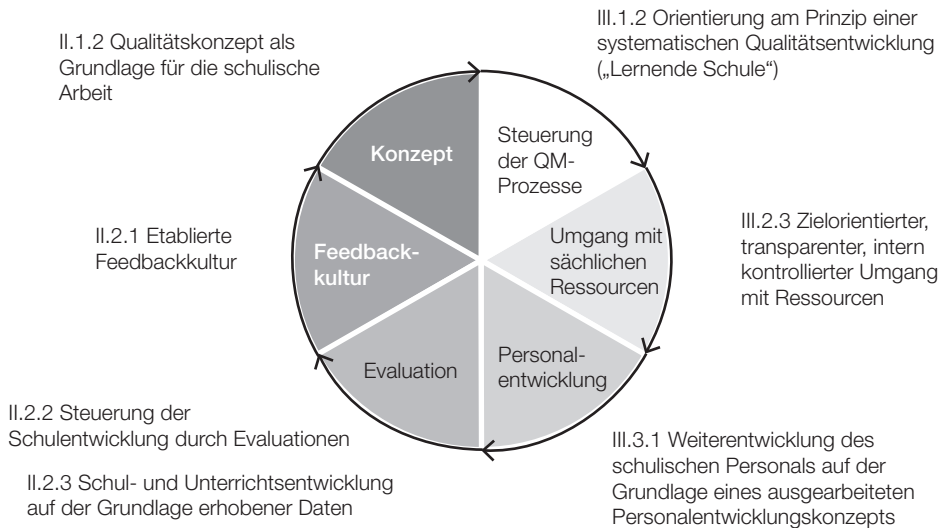 II.1.2 Qualitätskonzept als
Grundlage für die schulische
Arbeit
III.1.2 Orientierung am Prinzip einer
systematischen Qualitätsentwicklung
(„Lernende Schule“)
Konzept
Steuerung
der QM-
Prozesse
II.2.1 Etablierte
Feedbackkultur
Feedback-
kultur
Umgang mit
sächlichen
Ressourcen
III.2.3 Zielorientierter,
transparenter, intern
kontrollierter Umgang
mit Ressourcen
Evaluation
Personal-
entwicklung
II.2.2 Steuerung der
Schulentwicklung durch Evaluationen
II.2.3 Schul- und Unterrichtsentwicklung
auf der Grundlage erhobener Daten
III.3.1 Weiterentwicklung des
schulischen Personals auf der
Grundlage eines ausgearbeiteten
Personalentwicklungskonzepts